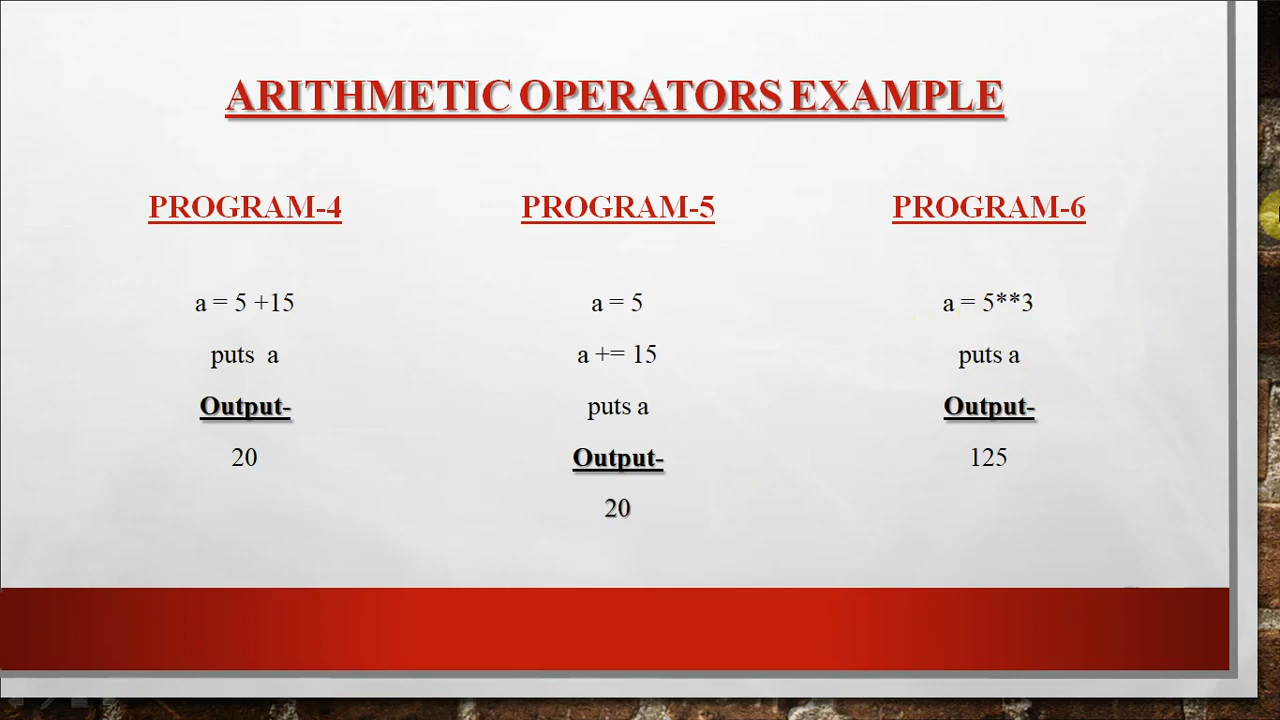 ARITHMETIC OPERATORS EXAMPLE
PROGRAM-4
a = 5 +15
puts  a
Output-
20
PROGRAM-5
a = 5
a += 15
puts a
Output-
20
PROGRAM-6
a = 5**3
puts a
Output-
125